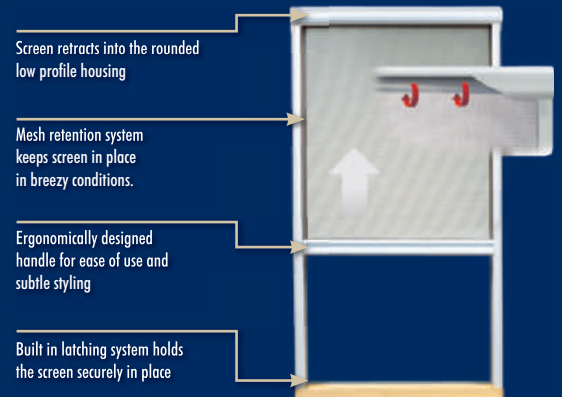 Screen retracts into the rounded
low profile housing
Mesh retention system
keeps screen in place
in breezy conditions.
Ergonomically designed
handle for ease of use and
subtle styling
Built in latching system holds
the screen securely in place